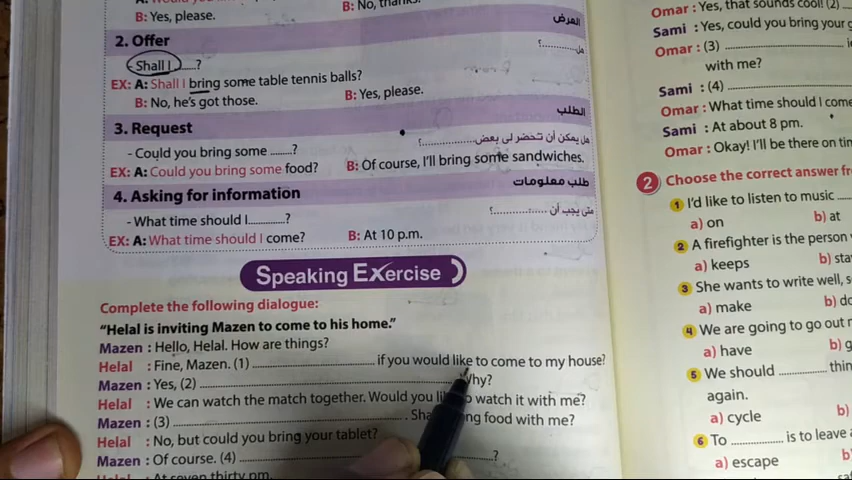 B: Yes, please. B: No, thanks.
2. Offer العرض
- Shall I .....? هل ..............؟
EX: A: Shall I bring some table tennis balls?
B: No, he's got those. B: Yes, please.
3. Request الطلب
- Could you bring some .......? هل يمكن أن تحضر لى بعض ..............؟
EX: A: Could you bring some food? B: Of course, I'll bring some sandwiches.
4. Asking for information طلب معلومات
- What time should I..............? متى يجب أن ..............؟
EX: A: What time should I come? B: At 10 p.m.
Speaking Exercise
Complete the following dialogue:
"Helal is inviting Mazen to come to his home."
Mazen : Hello, Helal. How are things?
Helal : Fine, Mazen. (1) .............................. if you would like to come to my house?
Mazen : Yes, (2) .............................. Why?
Helal : We can watch the match together. Would you to watch it with me?
Mazen : (3) .............................. . food with me?
Helal : No, but could you bring your tablet?
Mazen : Of course. (4) .............................. ?
Helal : At seven thirty pm.
Omar : Yes, that sounds cool! (2)
Sami : Yes, could you bring your
Omar : (3) ..............................
with me?
Sami : (4) ..............................
Omar : What time should I come
Sami : At about 8 pm.
Omar : Okay! I'll be there on
2 Choose the correct answer
1 I'd like to listen to music
a) on b) at
2 A firefighter is the person
a) keeps
3 She wants to write well,
a) make
4 We are going to go out
a) have
5 We should ..............
again.
a) cycle b)
6 To .............. is to leave
a) escape